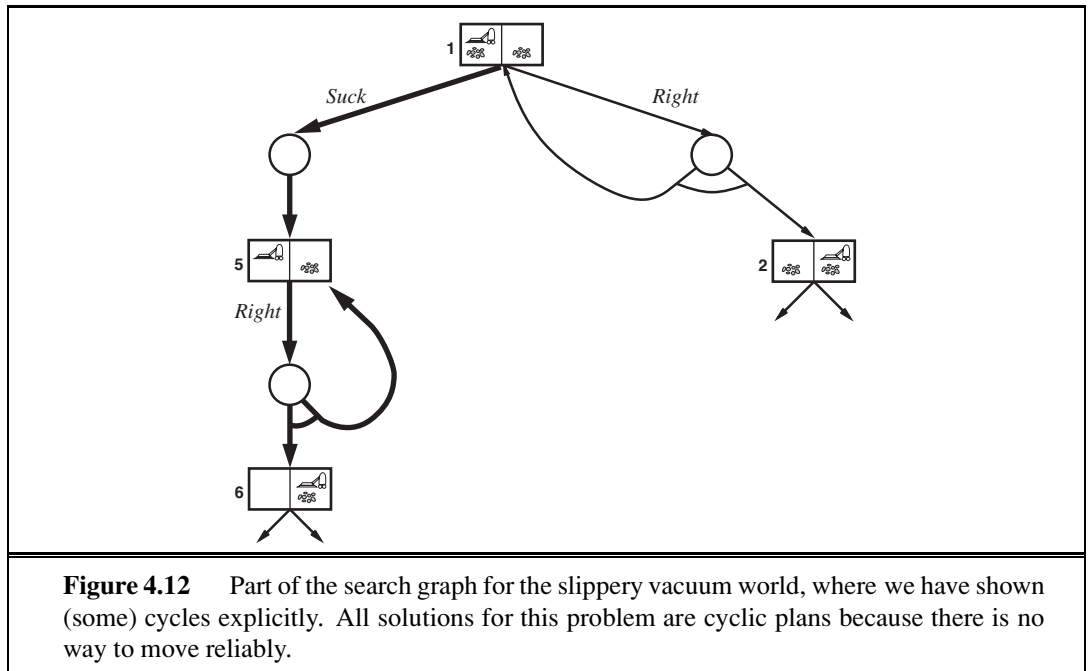 1
Suck
Right
5
2
Right
6
Figure 4.12 Part of the search graph for the slippery vacuum world, where we have shown
(some) cycles explicitly. All solutions for this problem are cyclic plans because there is no
way to move reliably.